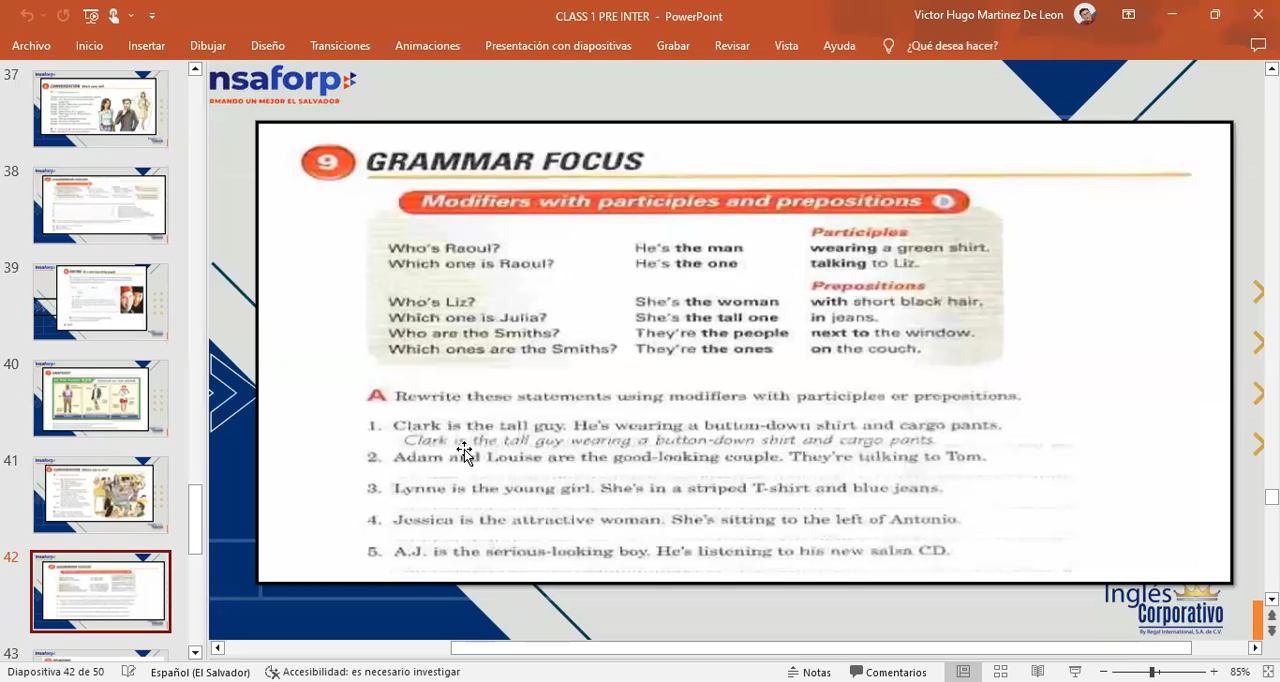 CLASS 1 PRE INTER - PowerPoint
Victor Hugo Martinez De Leon
Archivo Inicio Insertar Dibujar Diseño Transiciones Animaciones Presentación con diapositivas Grabar Revisar Vista Ayuda ¿Qué desea hacer?
37
38
39
40
41
42
43
nsaforp
RMANDO UN MEJOR EL SALVADOR
9 GRAMMAR FOCUS
Modifiers with participles and prepositions
Participles
Who's Raoul? He's the man wearing a green shirt.
Which one is Raoul? He's the one talking to Liz.
Prepositions
Who's Liz? She's the woman with short black hair.
Which one is Julia? She's the tall one in jeans.
Who are the Smiths? They're the people next to the window.
Which ones are the Smiths? They're the ones on the couch.
A Rewrite these statements using modifiers with participles or prepositions.
1. Clark is the tall guy. He's wearing a button-down shirt and cargo pants.
Clark is the tall guy wearing a button-down shirt and cargo pants.
2. Adam and Louise are the good-looking couple. They're talking to Tom.
3. Lynne is the young girl. She's in a striped T-shirt and blue jeans.
4. Jessica is the attractive woman. She's sitting to the left of Antonio.
5. A.J. is the serious-looking boy. He's listening to his new salsa CD.
Inglés
Corporativo
By Regal International, S.A. de C.V.
Diapositiva 42 de 50 Español (El Salvador) Accesibilidad: es necesario investigar Notas Comentarios 85%